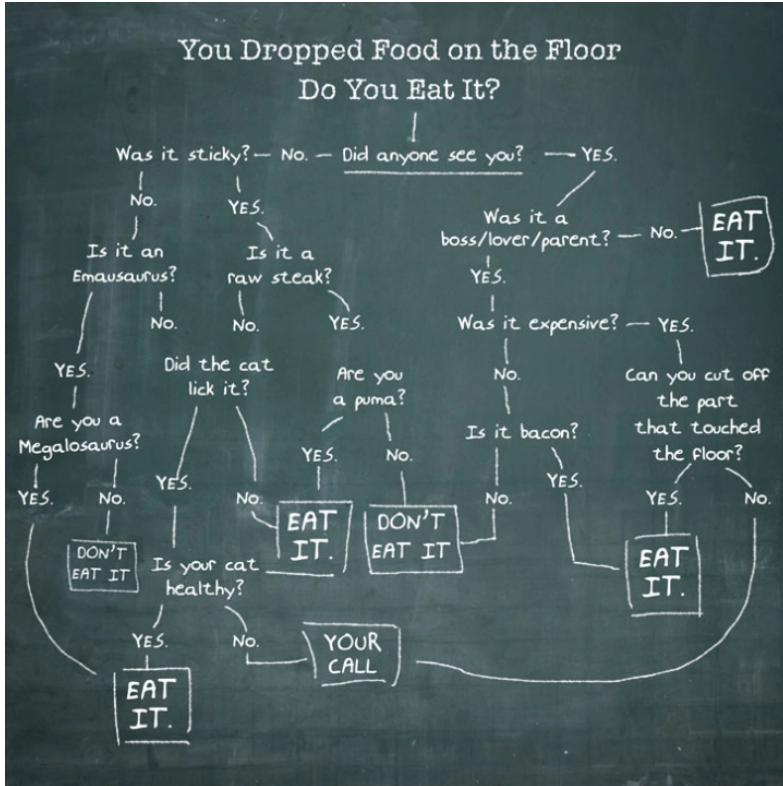 You Dropped Food on the Floor
Do You Eat It?
Was it sticky? — No. — Did anyone see you? — YES.
No.
YES.
Was it a
boss/lover/parent? — No.
EAT
IT.
Is it an
Emausaurus?
Is it a
raw steak?
YES.
No.
No.
YES.
Was it expensive? — YES.
YES.
Did the cat
lick it?
Are you
a puma?
No.
Can you cut off
the part
that touched
the floor?
Are you a
Megalosaurus?
Is it bacon?
YES.
No.
YES.
No.
YES.
No.
No.
YES.
YES.
No.
DON'T
EAT IT
EAT
IT.
DON'T
EAT IT
EAT
IT.
Is your cat
healthy?
YES.
No.
YOUR
CALL
EAT
IT.